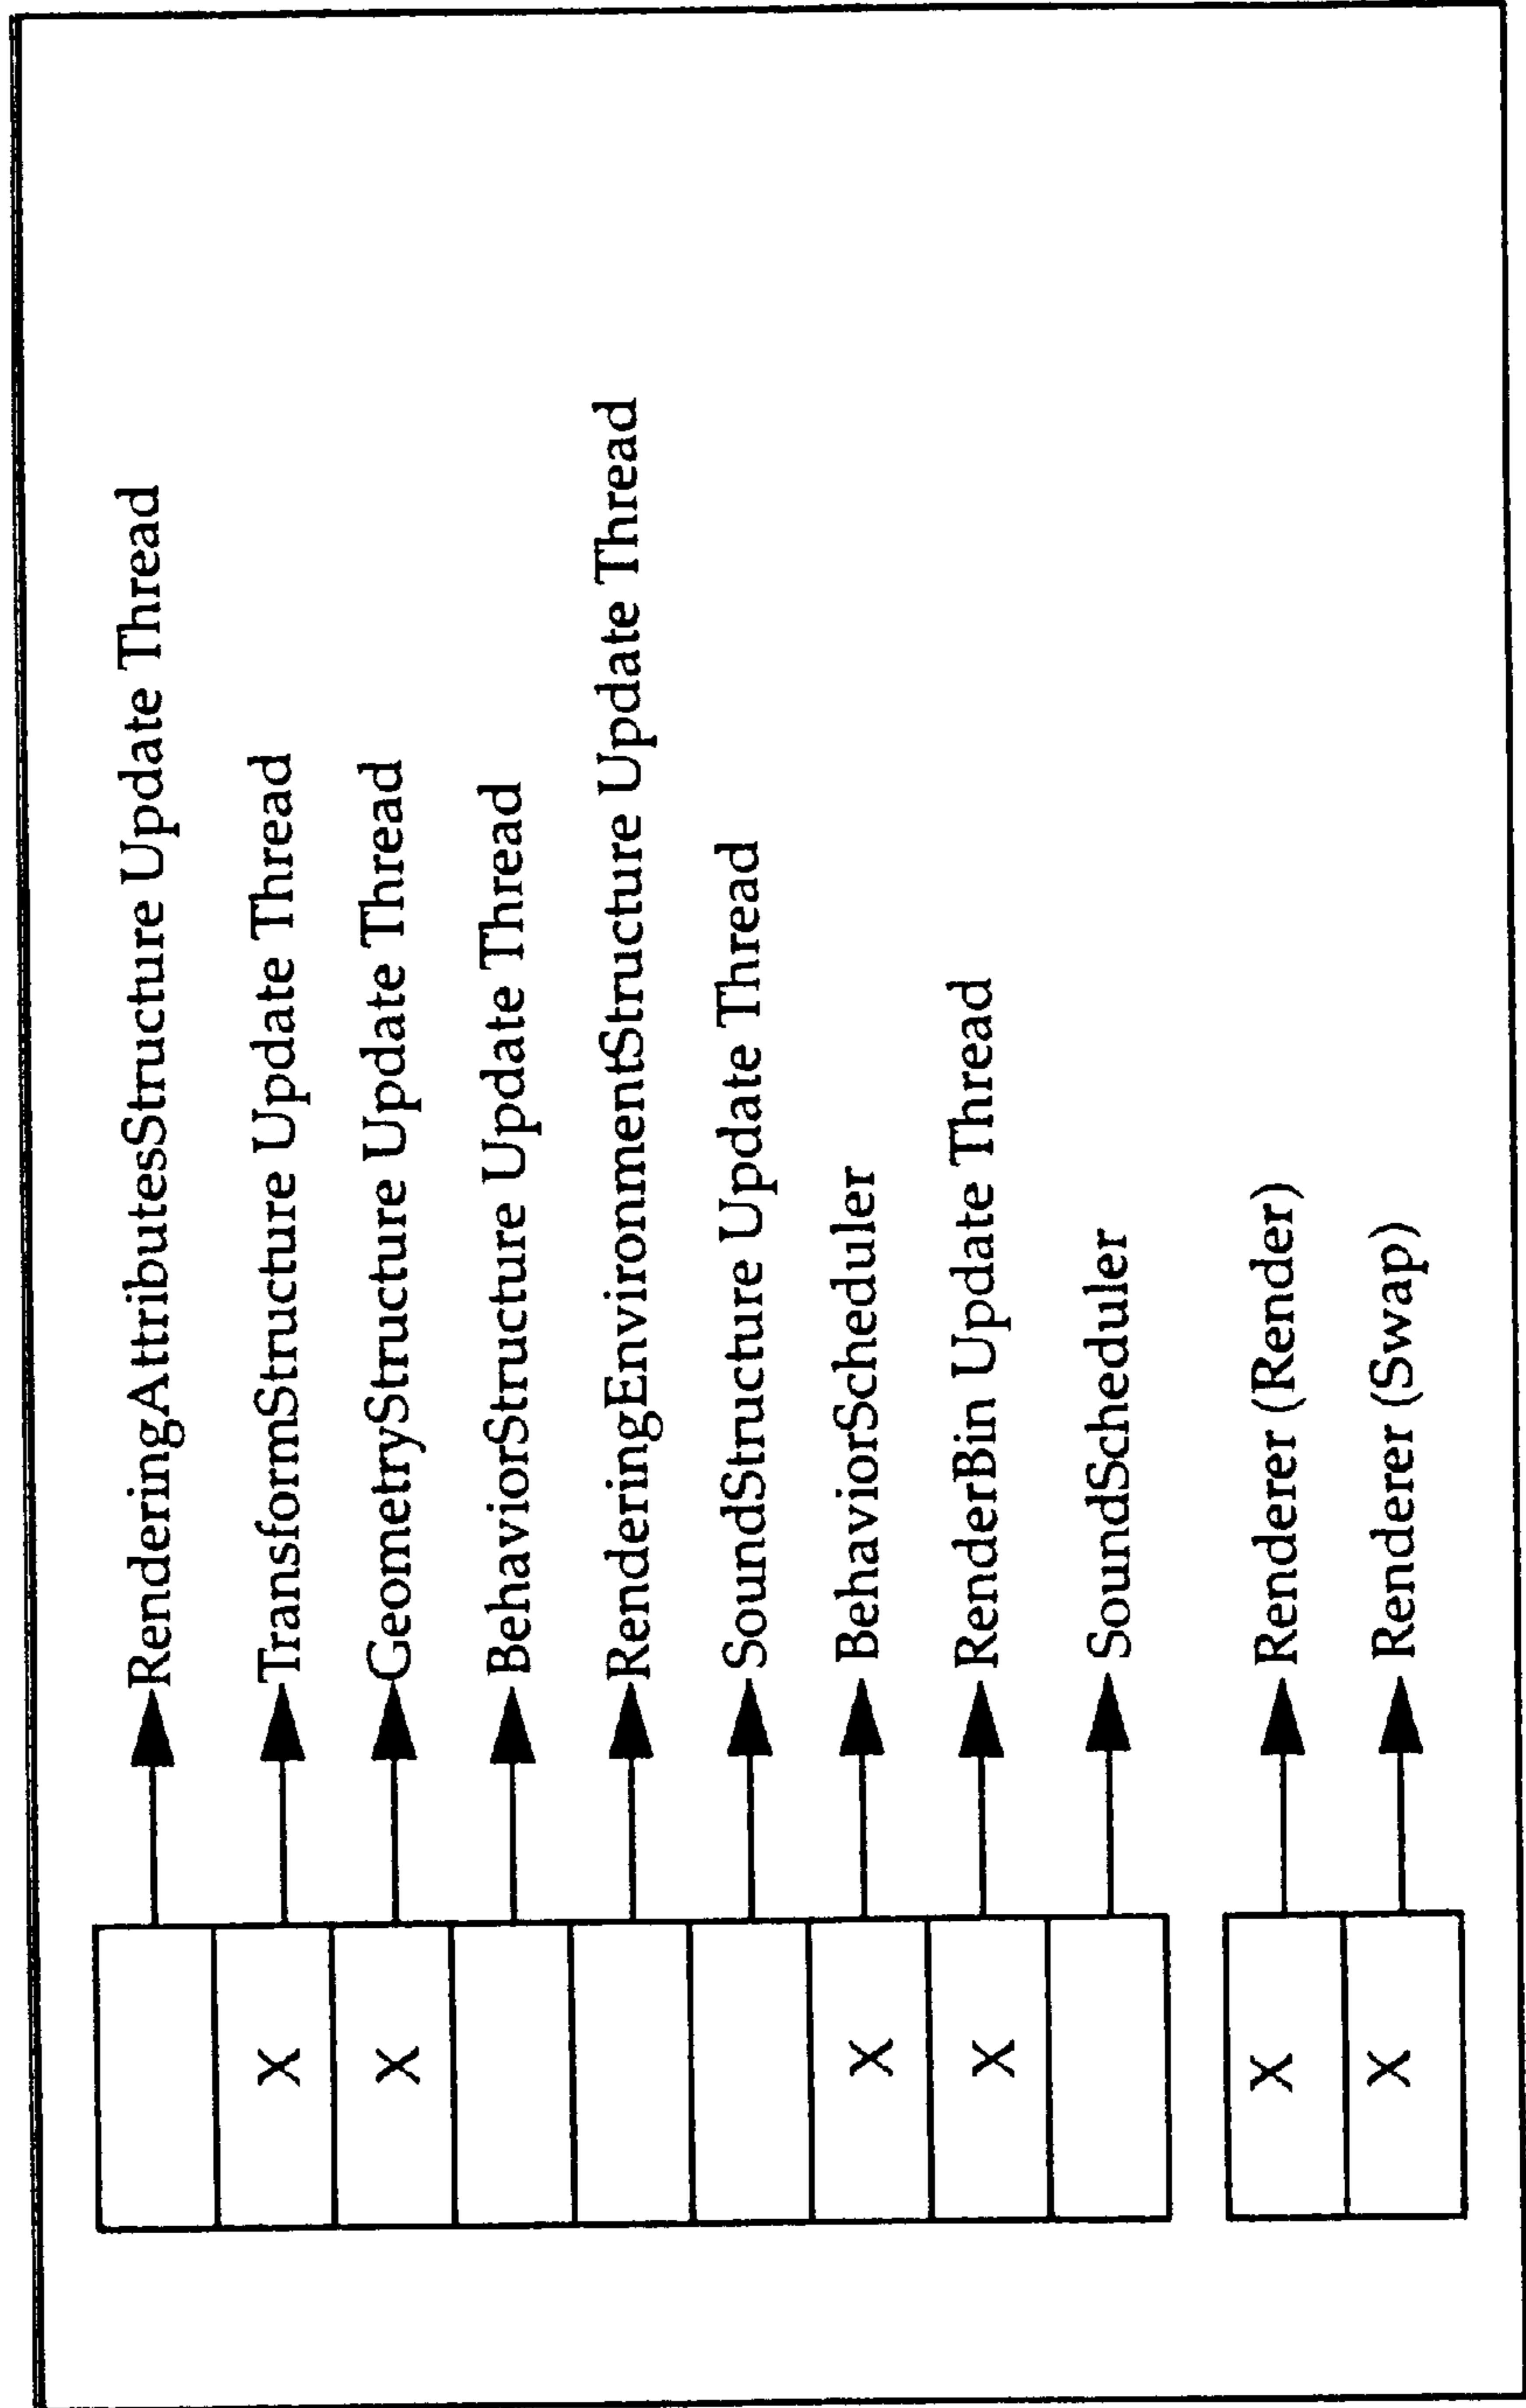 RenderingAttributesStructure Update Thread
X TransformStructure Update Thread
X GeometryStructure Update Thread
BehaviorStructure Update Thread
RenderingEnvironmentStructure Update Thread
SoundStructure Update Thread
X BehaviorScheduler
X RenderBin Update Thread
SoundScheduler
X Renderer (Render)
X Renderer (Swap)